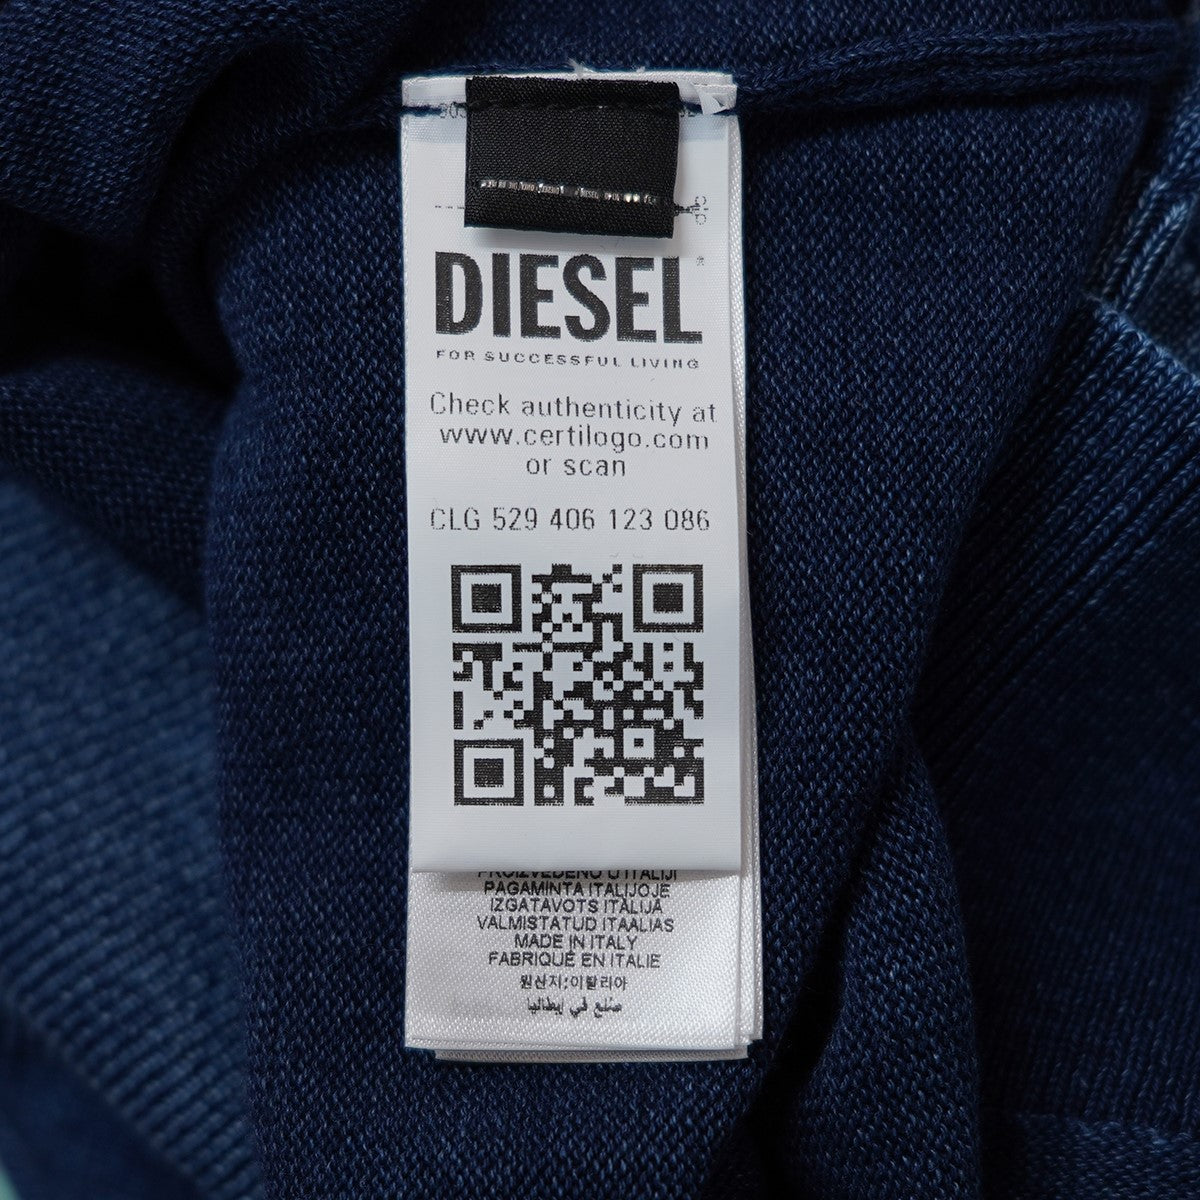 DIESEL
FOR SUCCESSFUL LIVING
Check authenticity at
www.certilogo.com
or scan
CLG 529 406 123 086
PROIZVEDENO U ITALIJI
PAGAMINTA ITALIJOJE
IZGATAVOTS ITĀLIJĀ
VALMISTATUD ITAALIAS
MADE IN ITALY
FABRIQUÉ EN ITALIE
원산지:이탈리아
صُنع في إيطاليا